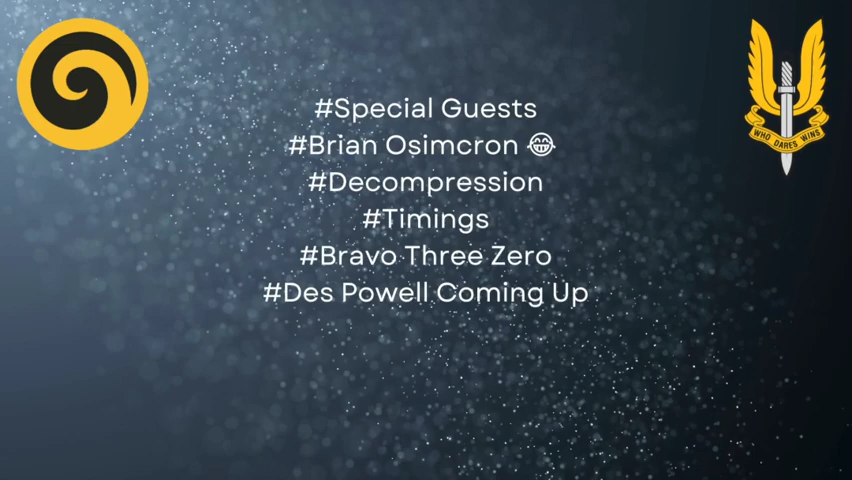 #Special Guests
#Brian Osimcron 😂
#Decompression
#Timings
#Bravo Three Zero
#Des Powell Coming Up
WHO DARES WINS